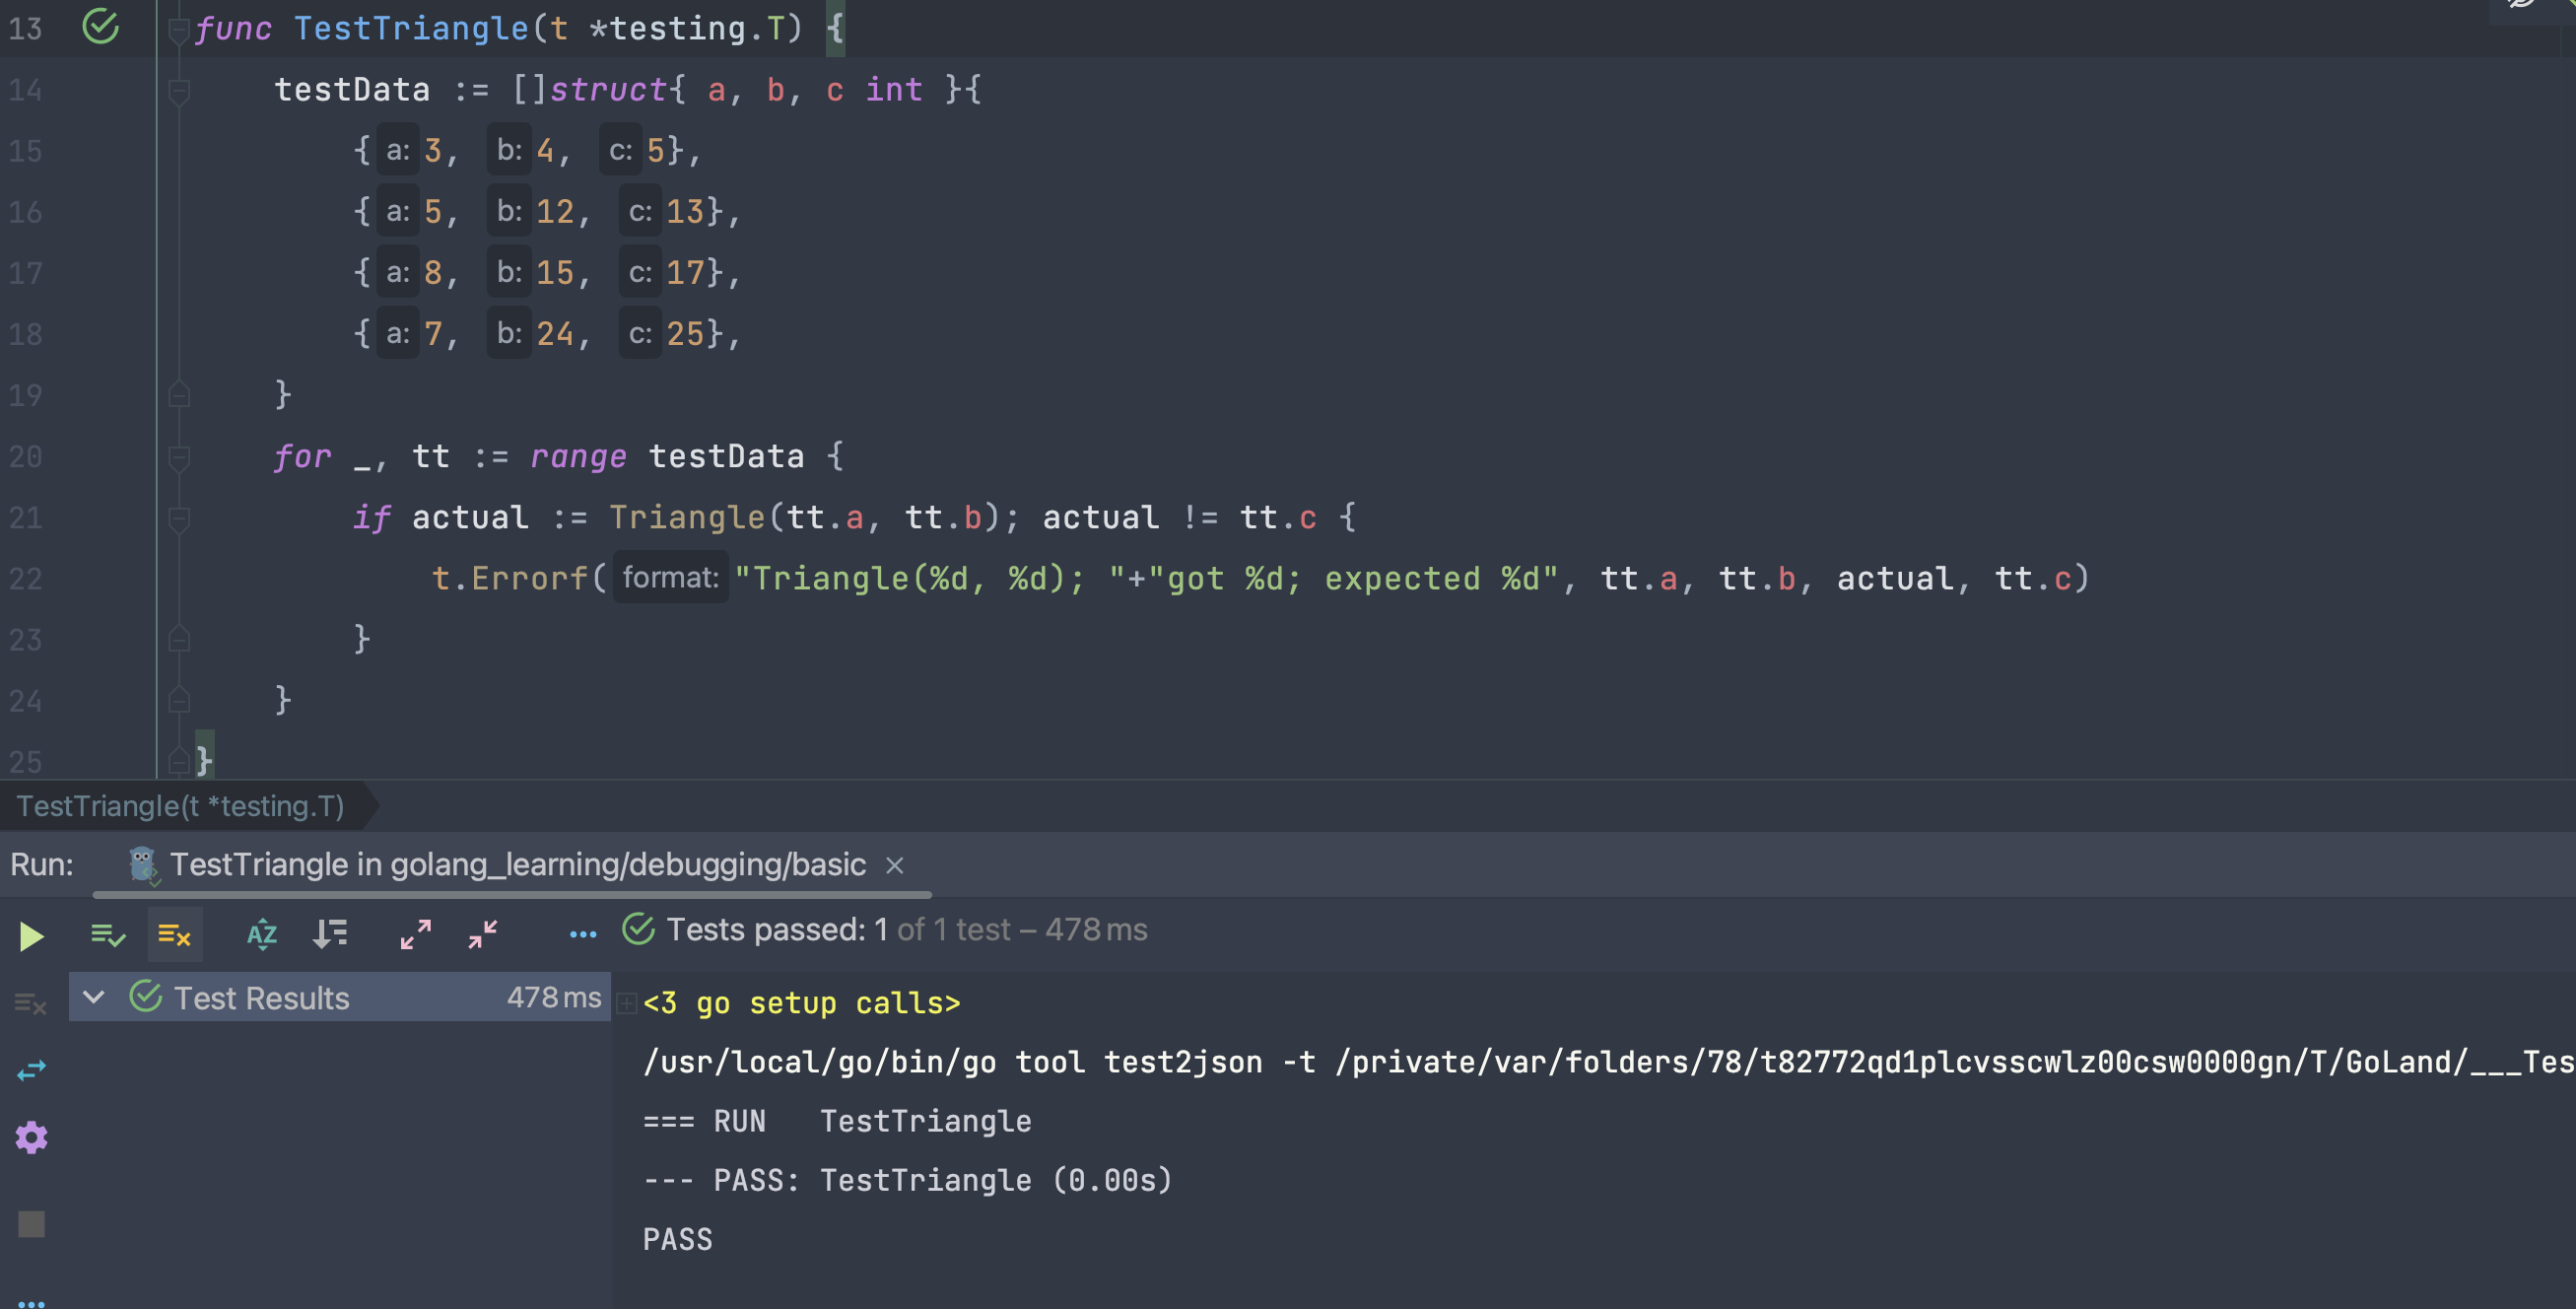 13 func TestTriangle(t *testing.T) {
14 testData := []struct{ a, b, c int }{
15 { a: 3, b: 4, c: 5},
16 { a: 5, b: 12, c: 13},
17 { a: 8, b: 15, c: 17},
18 { a: 7, b: 24, c: 25},
19 }
20 for _, tt := range testData {
21 if actual := Triangle(tt.a, tt.b); actual != tt.c {
22 t.Errorf( format: "Triangle(%d, %d); "+"got %d; expected %d", tt.a, tt.b, actual, tt.c)
23 }
24 }
25 }
TestTriangle(t *testing.T)
Run: TestTriangle in golang_learning/debugging/basic ×
AZ Tests passed: 1 of 1 test – 478 ms
Test Results 478 ms
<3 go setup calls>
/usr/local/go/bin/go tool test2json -t /private/var/folders/78/t82772qd1plcvsscwlz00csw0000gn/T/GoLand/___Tes
=== RUN   TestTriangle
--- PASS: TestTriangle (0.00s)
PASS